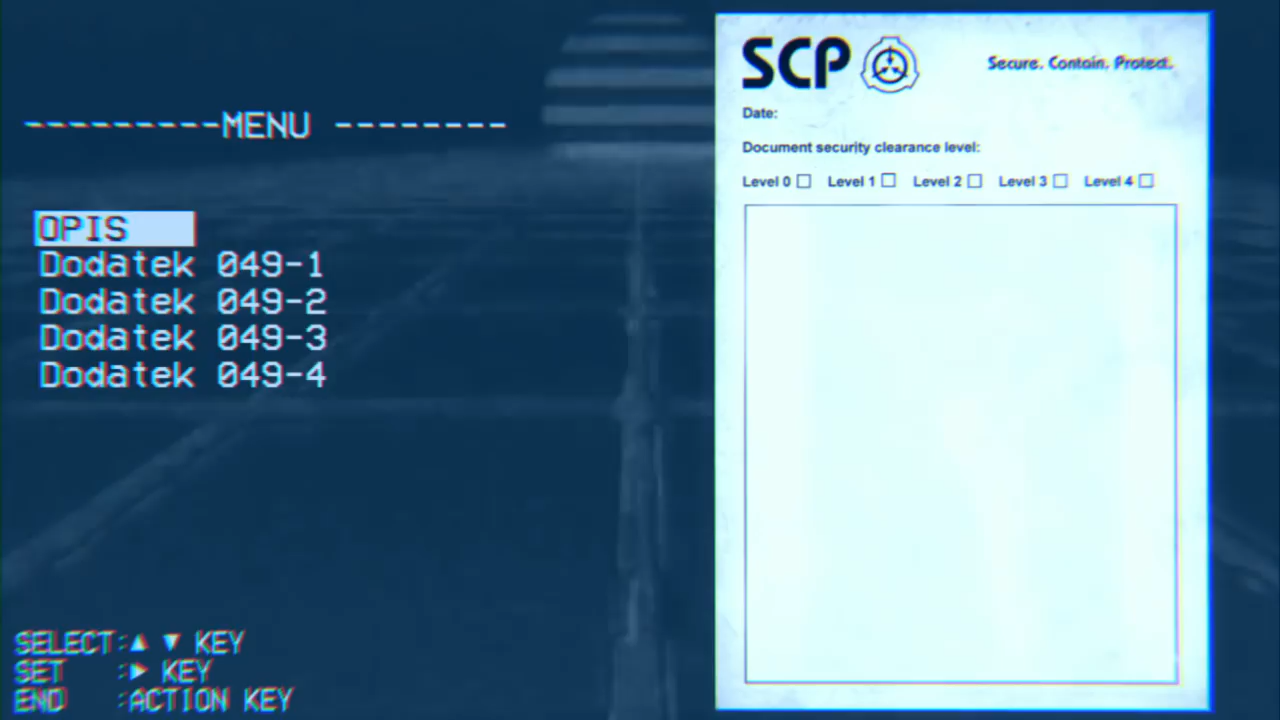 ---------MENU --------
OPIS
Dodatek 049-1
Dodatek 049-2
Dodatek 049-3
Dodatek 049-4
SELECT:▲ ▼ KEY
SET :► KEY
END :ACTION KEY
SCP
Secure. Contain. Protect.
Date:
Document security clearance level:
Level 0 ☐ Level 1 ☐ Level 2 ☐ Level 3 ☐ Level 4 ☐